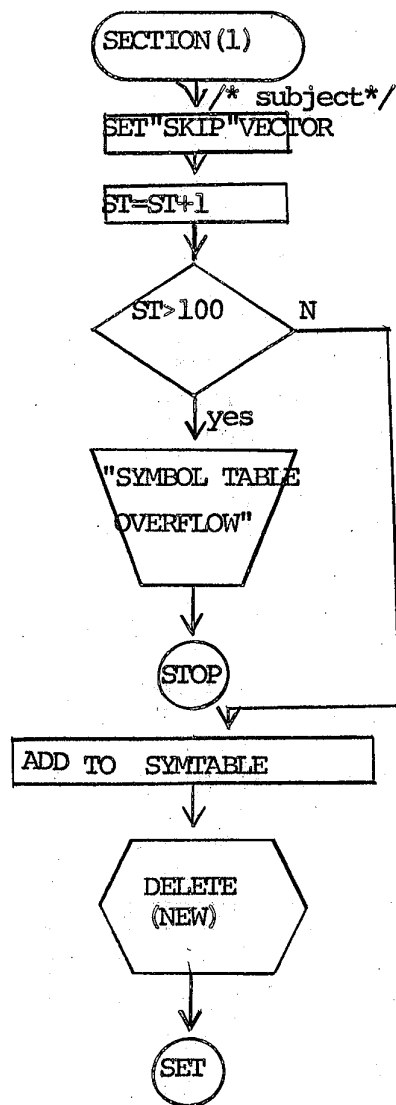 SECTION(1)
/* subject*/
SET"SKIP"VECTOR
ST=ST+1
ST>100
N
yes
"SYMBOL TABLE
OVERFLOW"
STOP
ADD TO SYMTABLE
DELETE
(NEW)
SET